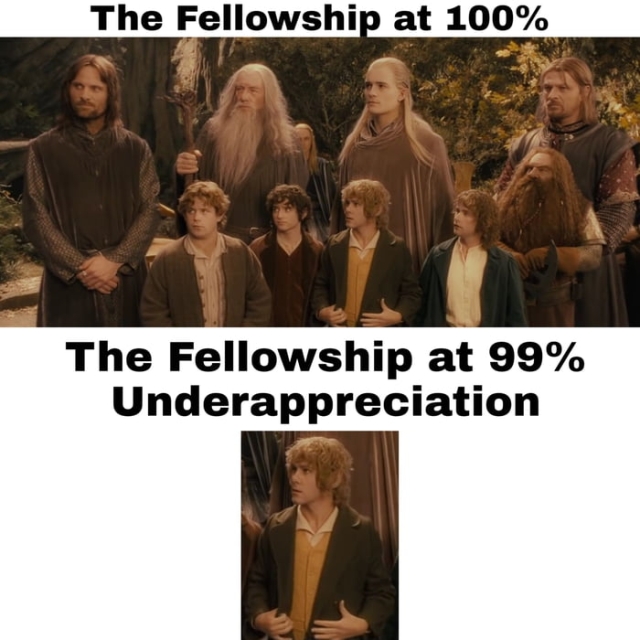 The Fellowship at 100%
The Fellowship at 99%
Underappreciation